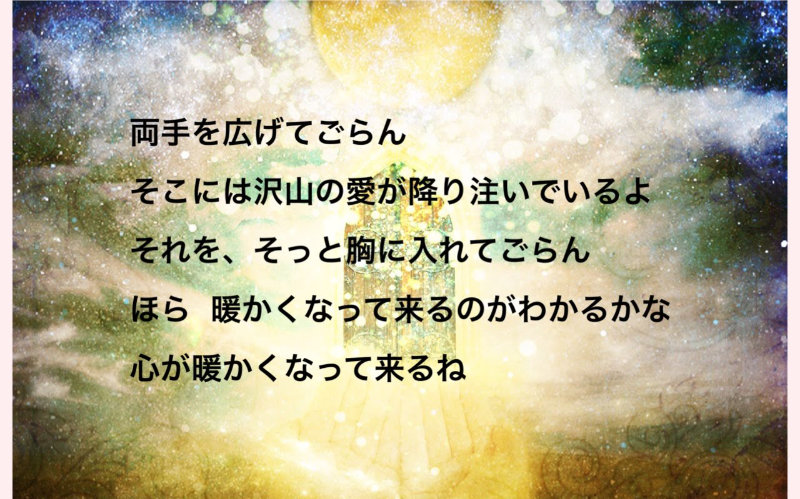 両手を広げてごらん
そこには沢山の愛が降り注いでいるよ
それを、そっと胸に入れてごらん
ほら  暖かくなって来るのがわかるかな
心が暖かくなって来るね